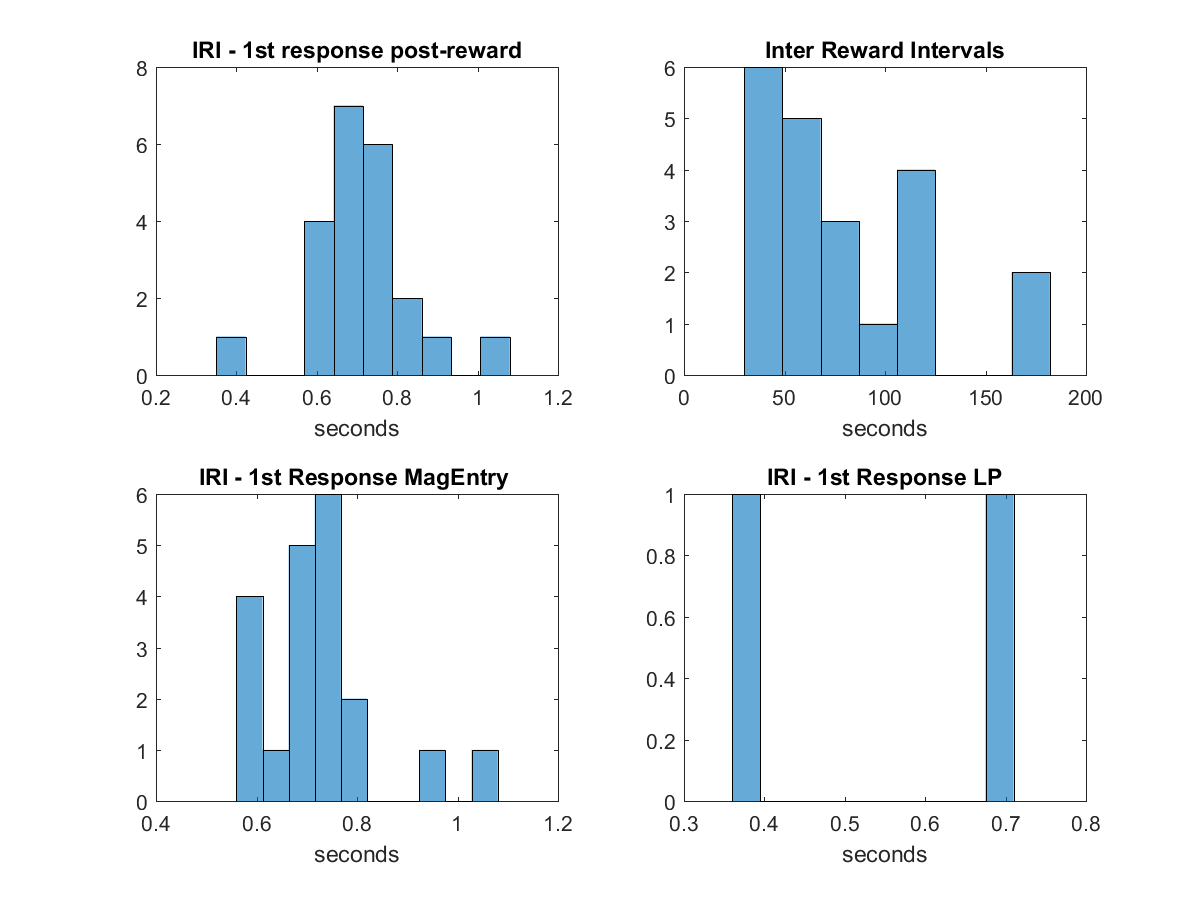 IRI - 1st response post-reward
8
6
4
2
0
0.2 0.4 0.6 0.8 1 1.2
seconds
Inter Reward Intervals
6
5
4
3
2
1
0
0 50 100 150 200
seconds
IRI - 1st Response MagEntry
6
5
4
3
2
1
0
0.4 0.6 0.8 1 1.2
seconds
IRI - 1st Response LP
1
0.8
0.6
0.4
0.2
0
0.3 0.4 0.5 0.6 0.7 0.8
seconds